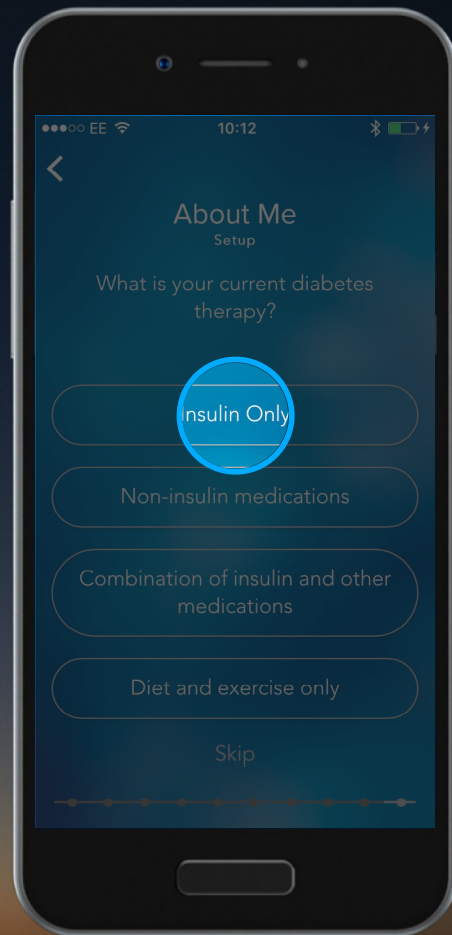 EE 10:12
About Me
Setup
What is your current diabetes
therapy?
Insulin Only
Non-insulin medications
Combination of insulin and other
medications
Diet and exercise only
Skip